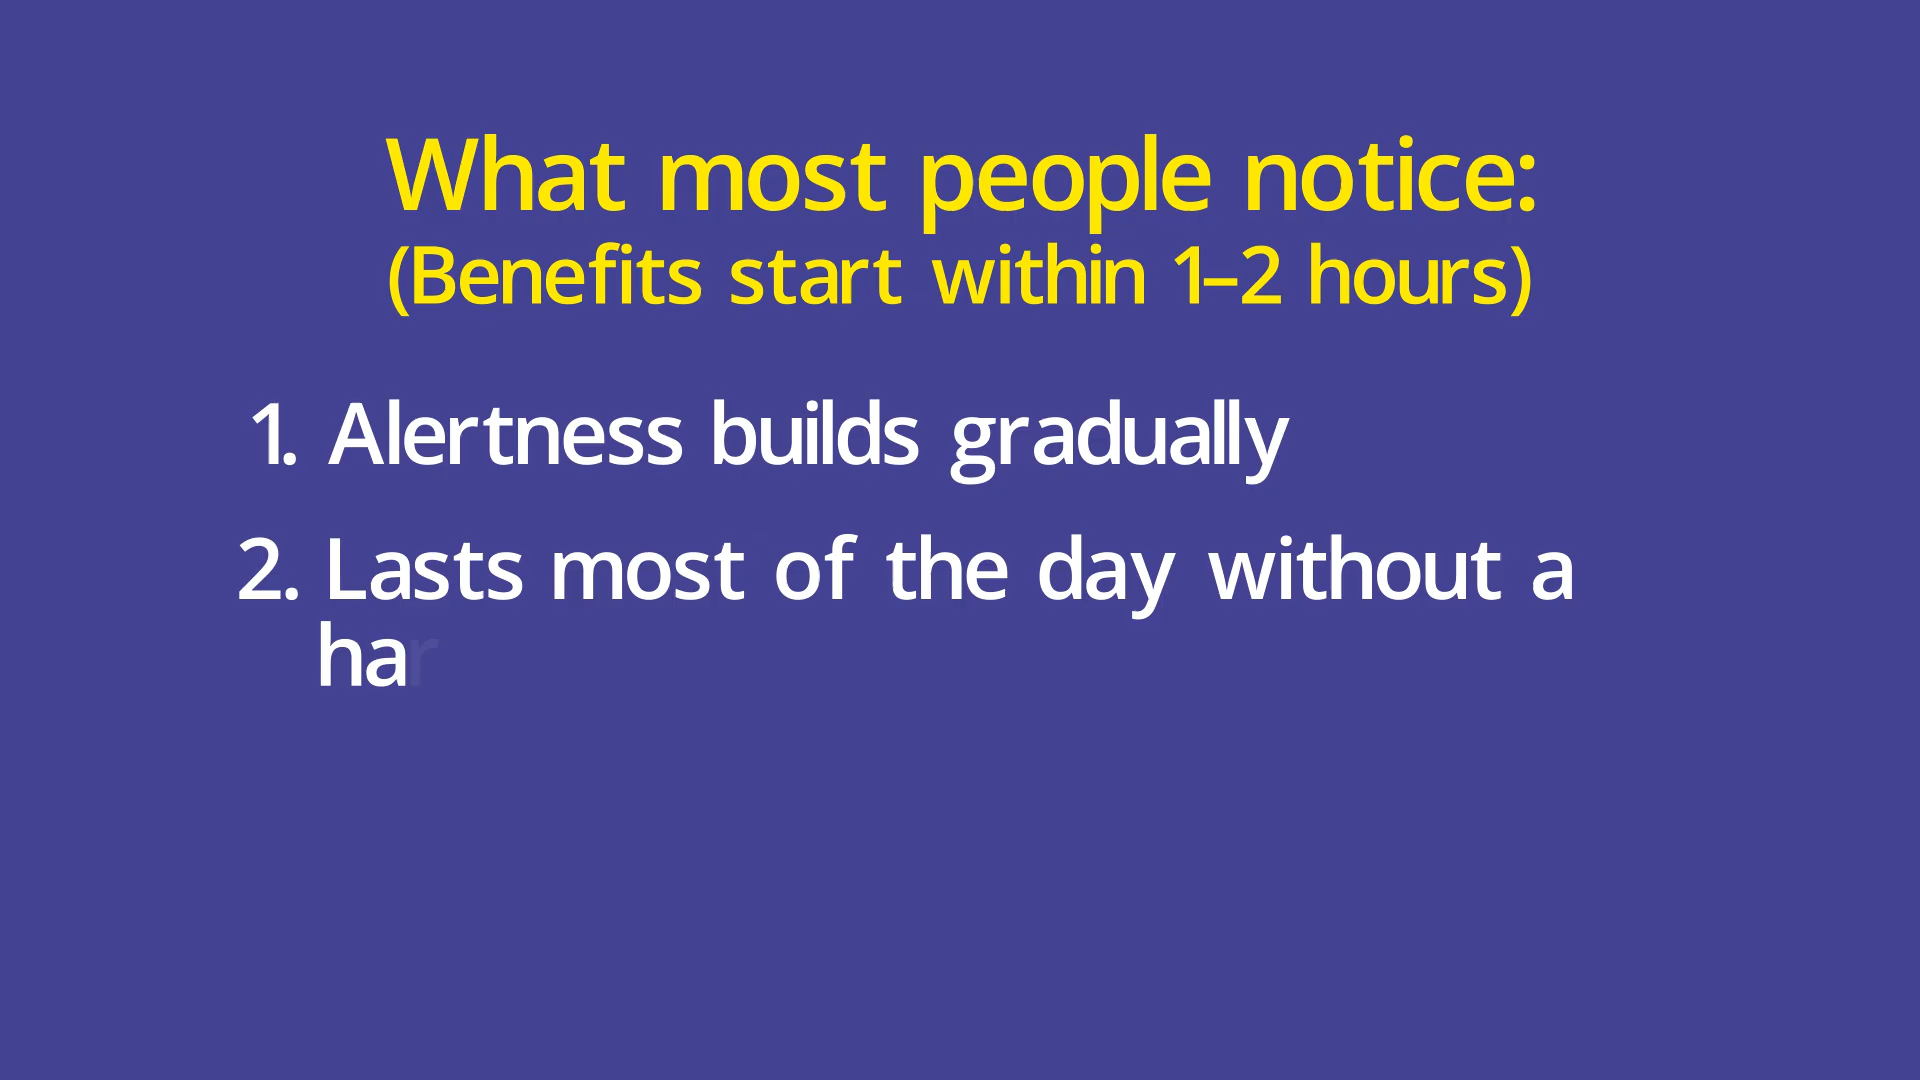 What most people notice:
(Benefits start within 1–2 hours)
1. Alertness builds gradually
2. Lasts most of the day without a
har